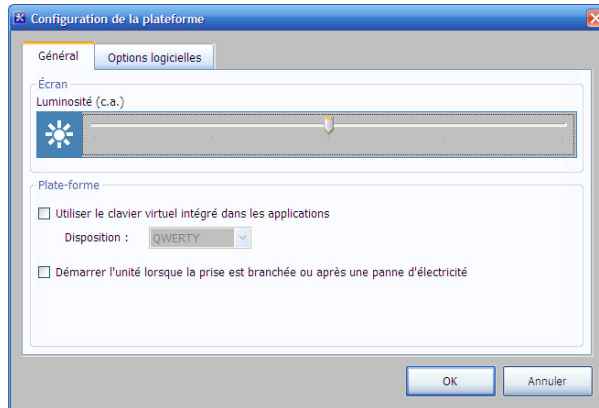 Configuration de la plateforme
Général
Options logicielles
Écran
Luminosité (c.a.)
Plate-forme
Utiliser le clavier virtuel intégré dans les applications
Disposition :
QWERTY
Démarrer l'unité lorsque la prise est branchée ou après une panne d'électricité
OK
Annuler